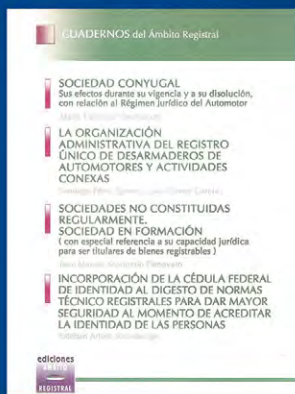 CUADERNOS del Ámbito Registral
SOCIEDAD CONYUGAL
Sus efectos durante su vigencia y a su disolución,
con relación al Régimen Jurídico del Automotor
LA ORGANIZACIÓN
ADMINISTRATIVA DEL REGISTRO
ÚNICO DE DESARMADEROS DE
AUTOMOTORES Y ACTIVIDADES
CONEXAS
SOCIEDADES NO CONSTITUIDAS
REGULARMENTE.
SOCIEDAD EN FORMACIÓN
( con especial referencia a su capacidad jurídica
para ser titulares de bienes registrables )
INCORPORACIÓN DE LA CÉDULA FEDERAL
DE IDENTIDAD AL DIGESTO DE NORMAS
TÉCNICO REGISTRALES PARA DAR MAYOR
SEGURIDAD AL MOMENTO DE ACREDITAR
LA IDENTIDAD DE LAS PERSONAS
ediciones
ÁMBITO
REGISTRAL